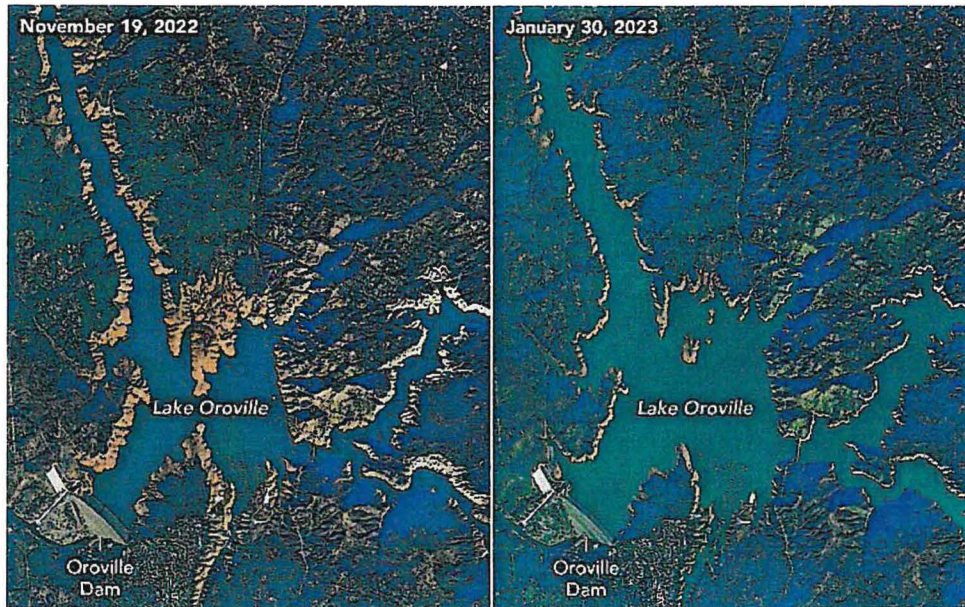 November 19, 2022
Lake Oroville
Oroville
Dam
January 30, 2023
Lake Oroville
Oroville
Dam